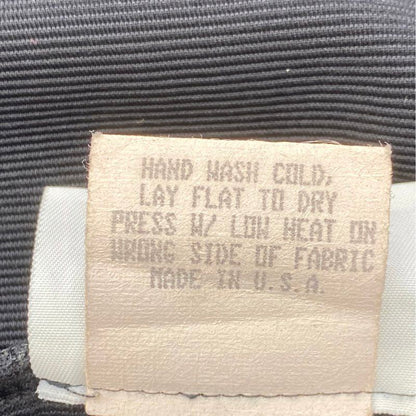 HAND WASH COLD,
LAY FLAT TO DRY
PRESS W/ LOW HEAT ON
WRONG SIDE OF FABRIC
MADE IN U.S.A.